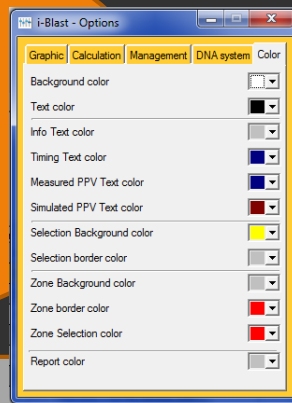 i-Blast - Options
Graphic Calculation Management DNA system Color
Background color
Text color
Info Text color
Timing Text color
Measured PPV Text color
Simulated PPV Text color
Selection Background color
Selection border color
Zone Background color
Zone border color
Zone Selection color
Report color